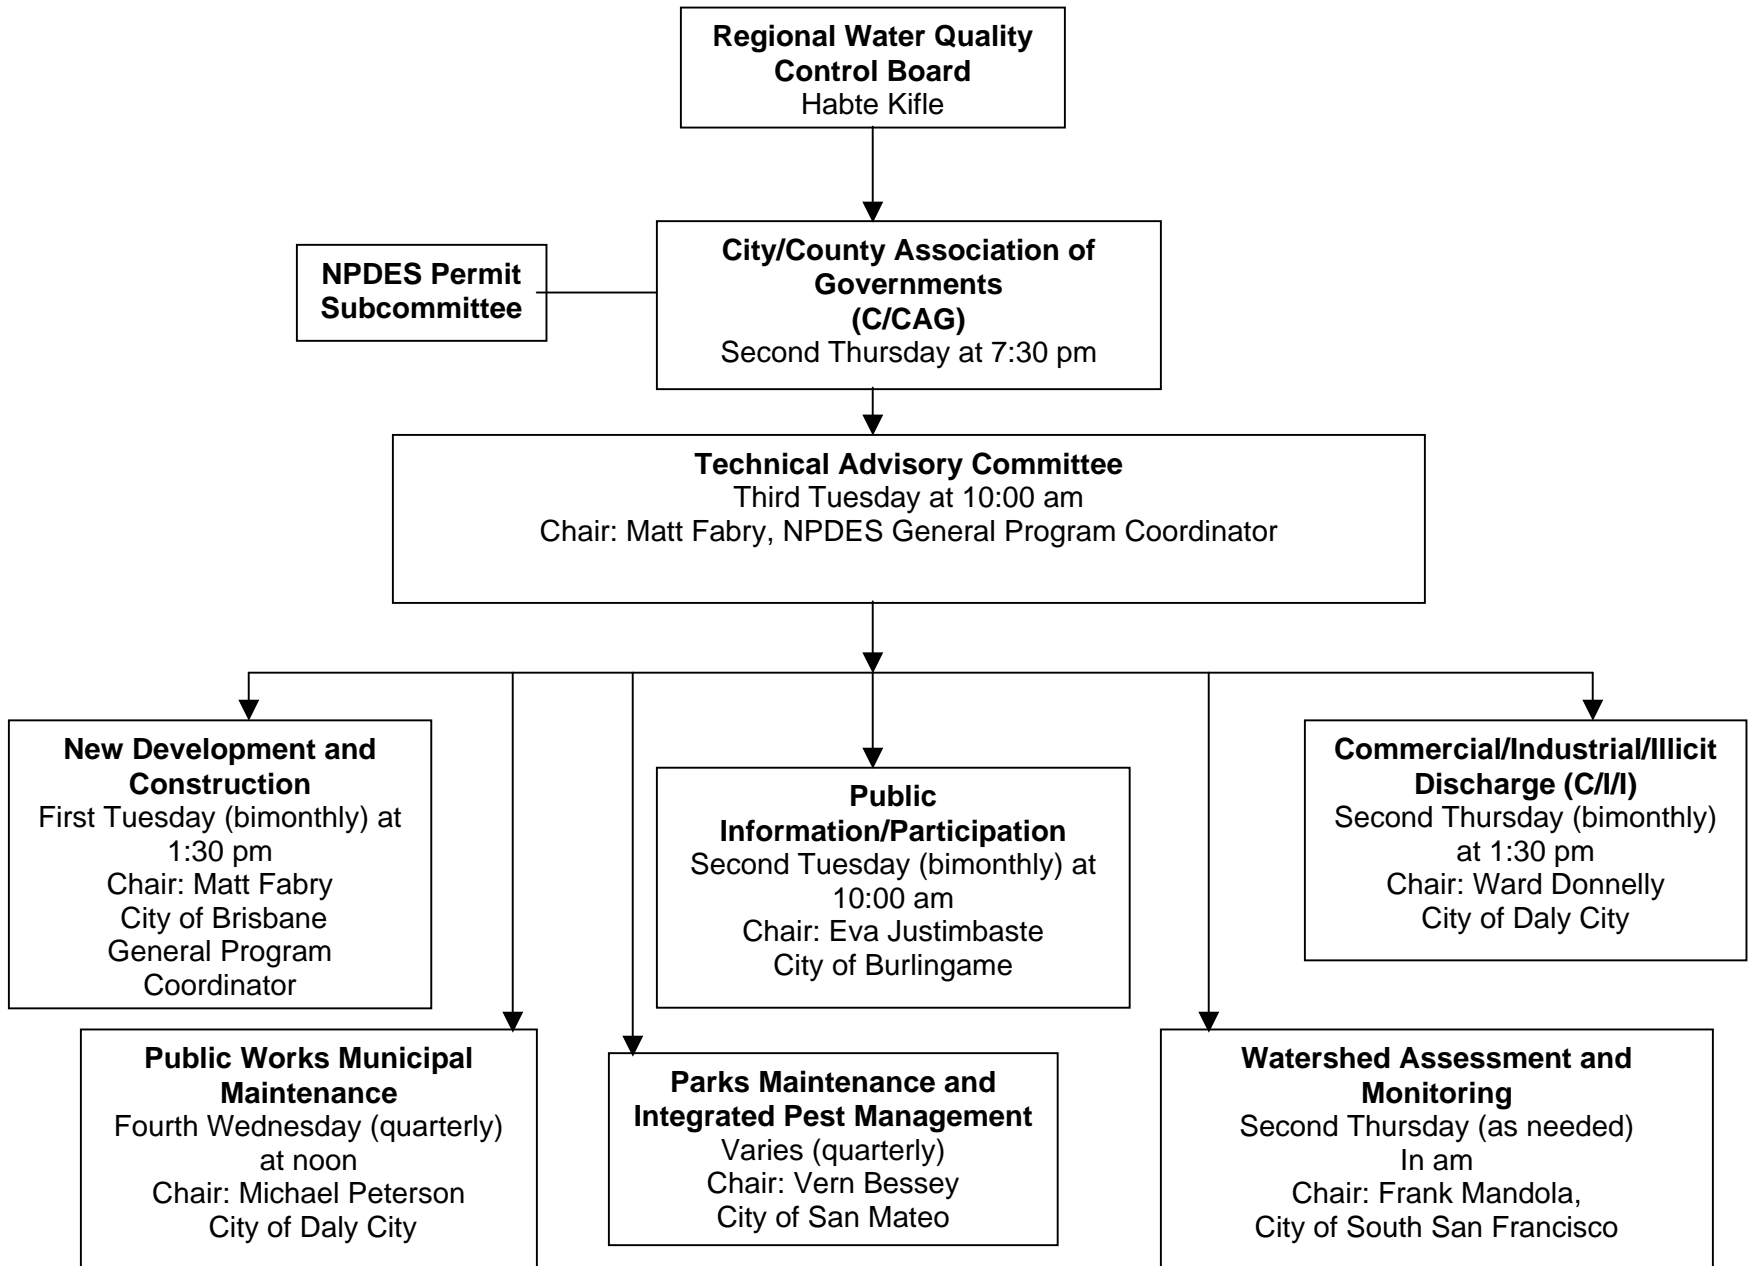 Regional Water Quality
Control Board
Habte Kifle
NPDES Permit
Subcommittee
City/County Association of
Governments
(C/CAG)
Second Thursday at 7:30 pm
Technical Advisory Committee
Third Tuesday at 10:00 am
Chair: Matt Fabry, NPDES General Program Coordinator
New Development and
Construction
First Tuesday (bimonthly) at
1:30 pm
Chair: Matt Fabry
City of Brisbane
General Program
Coordinator
Public
Information/Participation
Second Tuesday (bimonthly) at
10:00 am
Chair: Eva Justimbaste
City of Burlingame
Commercial/Industrial/Illicit
Discharge (C/I/I)
Second Thursday (bimonthly)
at 1:30 pm
Chair: Ward Donnelly
City of Daly City
Public Works Municipal
Maintenance
Fourth Wednesday (quarterly)
at noon
Chair: Michael Peterson
City of Daly City
Parks Maintenance and
Integrated Pest Management
Varies (quarterly)
Chair: Vern Bessey
City of San Mateo
Watershed Assessment and
Monitoring
Second Thursday (as needed)
In am
Chair: Frank Mandola,
City of South San Francisco